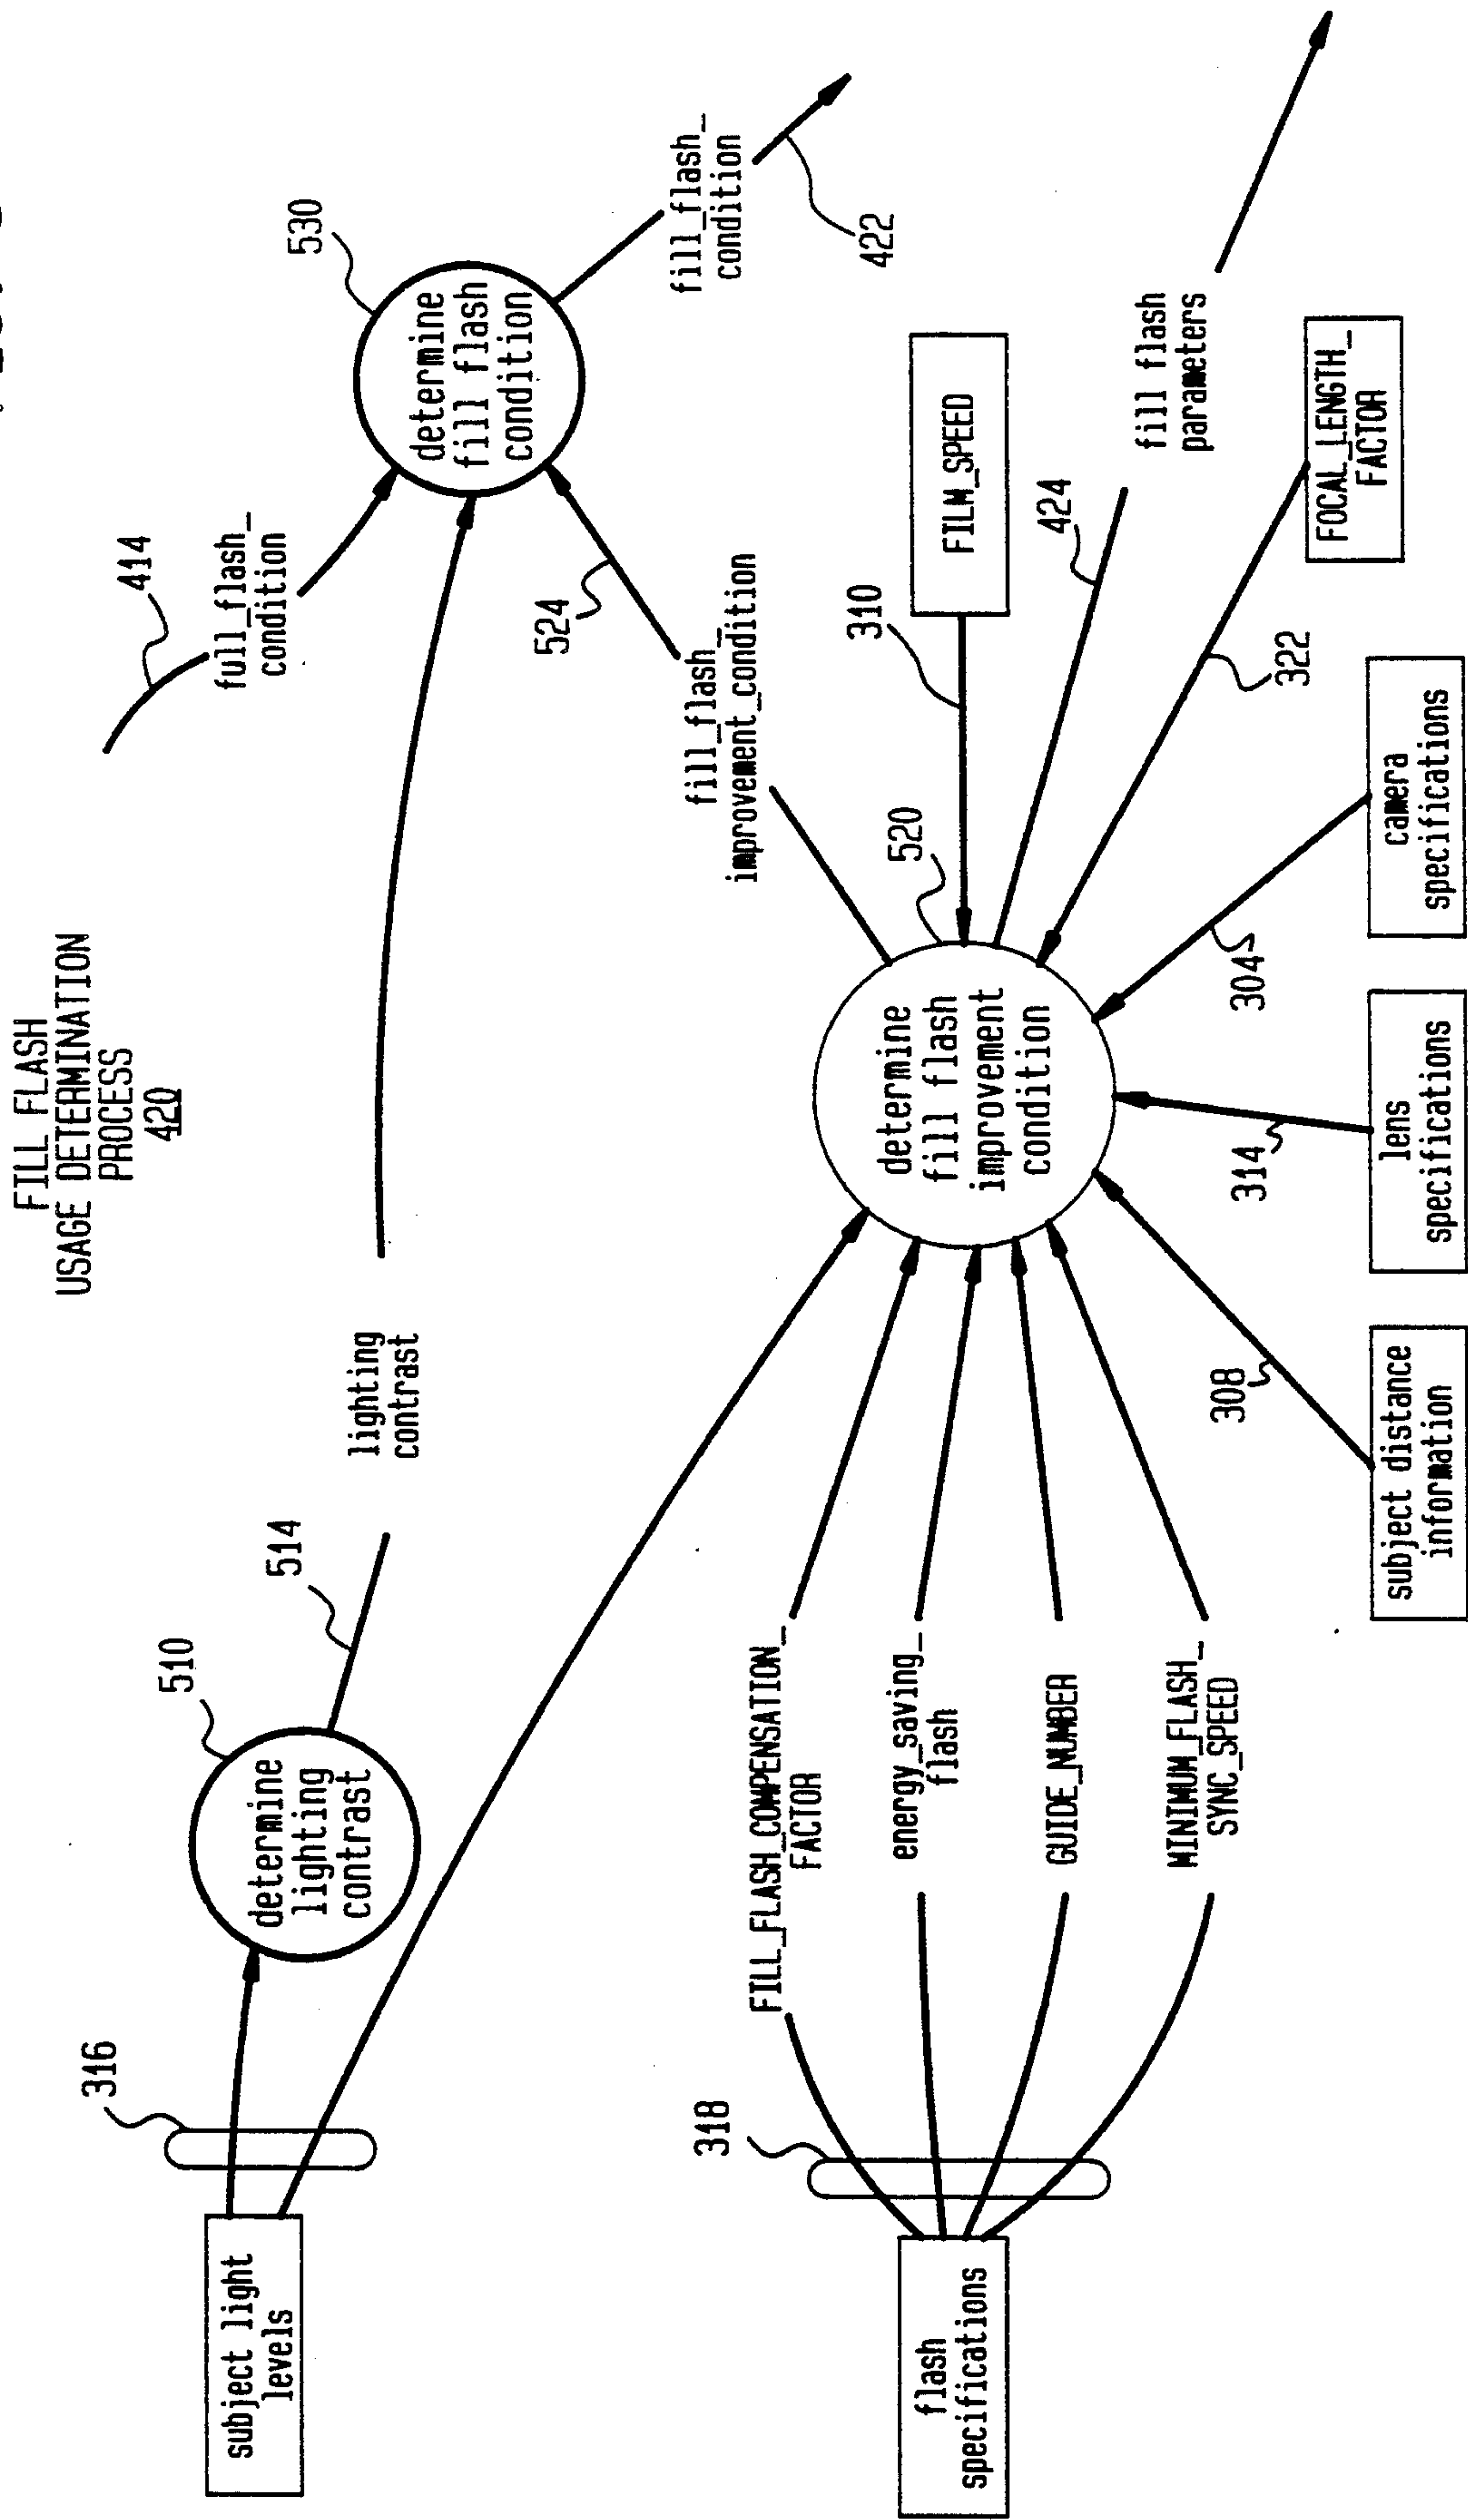 FILL FLASH
USAGE DETERMINATION
PROCESS
420
subject light
levels
316
510
determine
lighting
contrast
514
lighting
contrast
414
full_flash_
condition
530
determine
fill flash
condition
fill_flash_
condition
422
524
fill_flash_
improvement_condition
flash
specifications
318
FILL_FLASH_COMPENSATION_
FACTOR
energy_saving_
flash
GUIDE_NUMBER
MINIMUM_FLASH_
SYNC_SPEED
520
determine
fill flash
improvement
condition
310
FILM_SPEED
424
fill flash
parameters
322
FOCAL_LENGTH_
FACTOR
308
subject distance
information
314
lens
specifications
304
camera
specifications